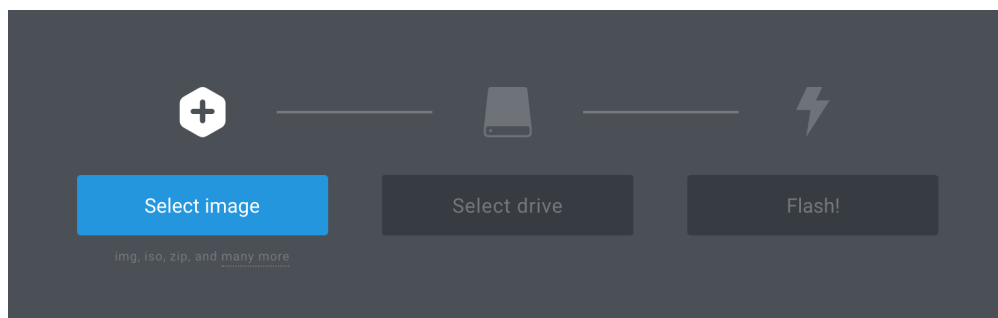 Select image
Select drive
Flash!
img, iso, zip, and many more